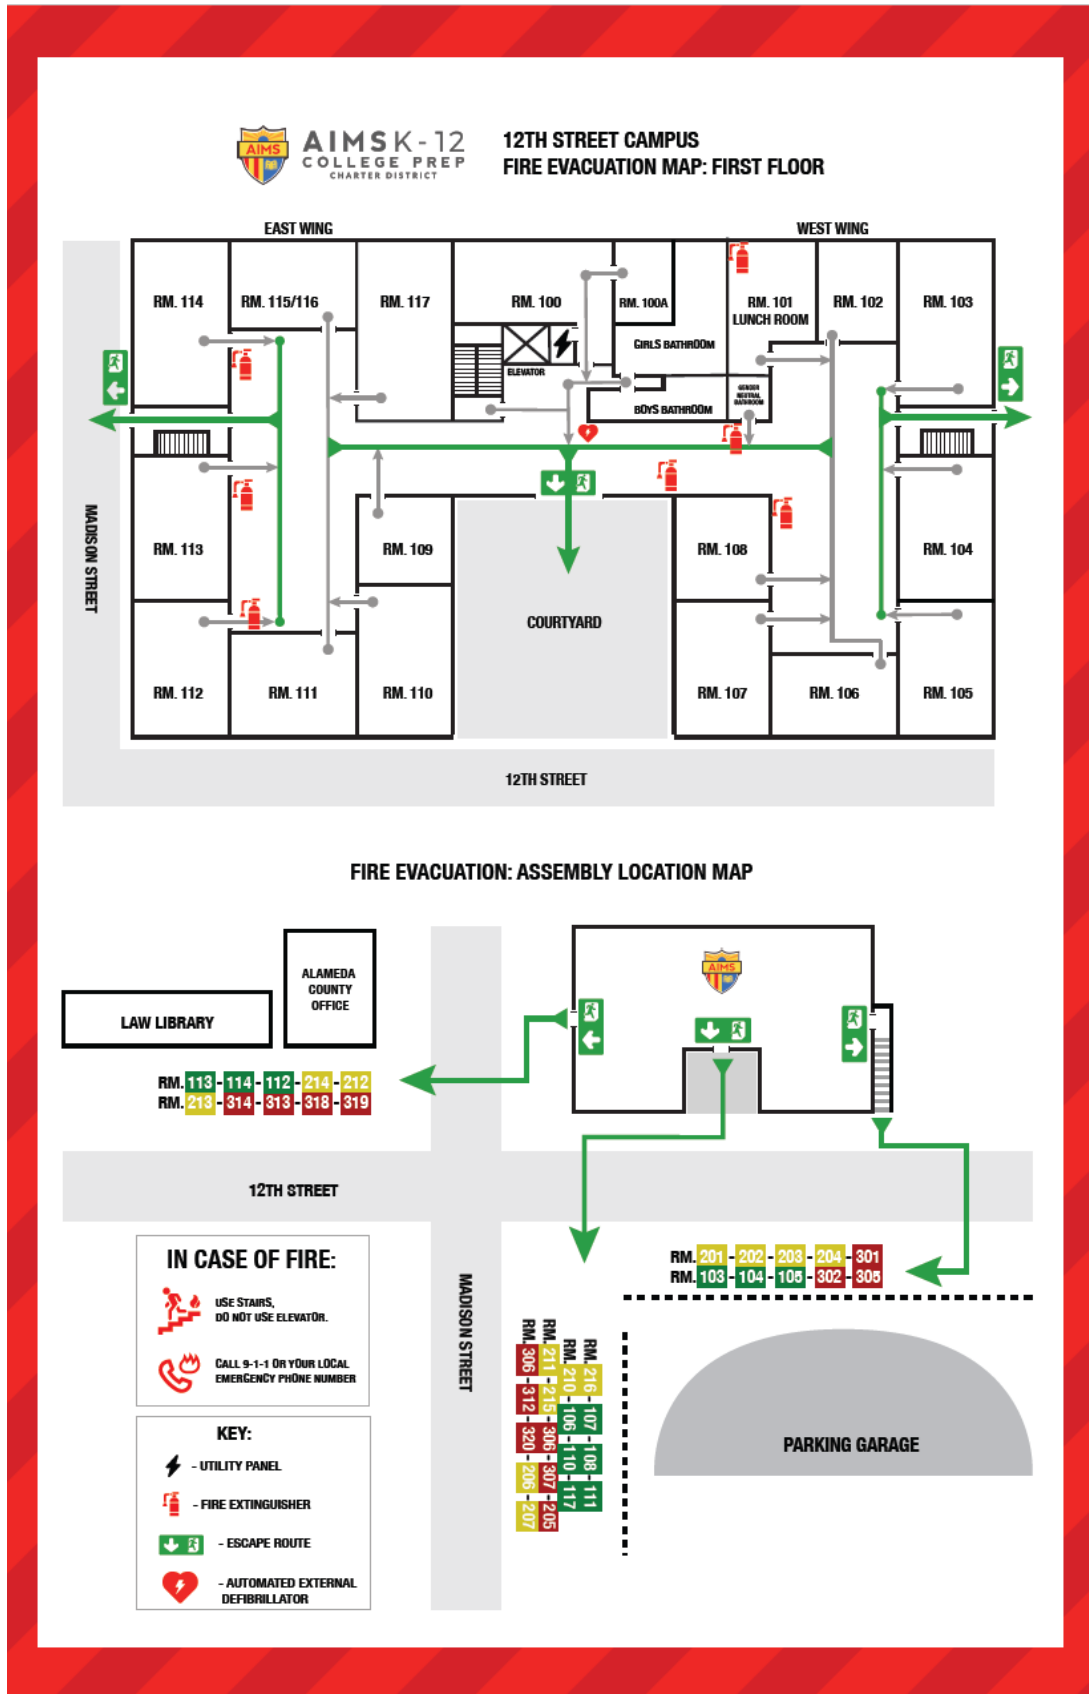 AIMS
AIMS K-12
COLLEGE PREP
CHARTER DISTRICT
12TH STREET CAMPUS
FIRE EVACUATION MAP: FIRST FLOOR
EAST WING
WEST WING
RM. 114
RM. 115/116
RM. 117
RM. 100
RM. 100A
RM. 101
LUNCH ROOM
RM. 102
RM. 103
GIRLS BATHROOM
ELEVATOR
GENDER
NEUTRAL
BATHROOM
BOYS BATHROOM
MADISON STREET
RM. 113
RM. 109
RM. 108
RM. 104
COURTYARD
RM. 112
RM. 111
RM. 110
RM. 107
RM. 106
RM. 105
12TH STREET
FIRE EVACUATION: ASSEMBLY LOCATION MAP
ALAMEDA
COUNTY
OFFICE
LAW LIBRARY
AIMS
RM. 113 - 114 - 112 - 214 - 212
RM. 213 - 314 - 313 - 318 - 319
12TH STREET
RM. 201 - 202 - 203 - 204 - 301
RM. 103 - 104 - 105 - 302 - 305
MADISON STREET
RM. 216 - 107 - 108 - 111
RM. 210 - 106 - 110 - 117
RM. 211 - 215 - 306 - 307 - 205
RM. 306 - 312 - 320 - 206 - 207
PARKING GARAGE
IN CASE OF FIRE:
USE STAIRS,
DO NOT USE ELEVATOR.
CALL 9-1-1 OR YOUR LOCAL
EMERGENCY PHONE NUMBER
KEY:
- UTILITY PANEL
- FIRE EXTINGUISHER
- ESCAPE ROUTE
- AUTOMATED EXTERNAL
DEFIBRILLATOR